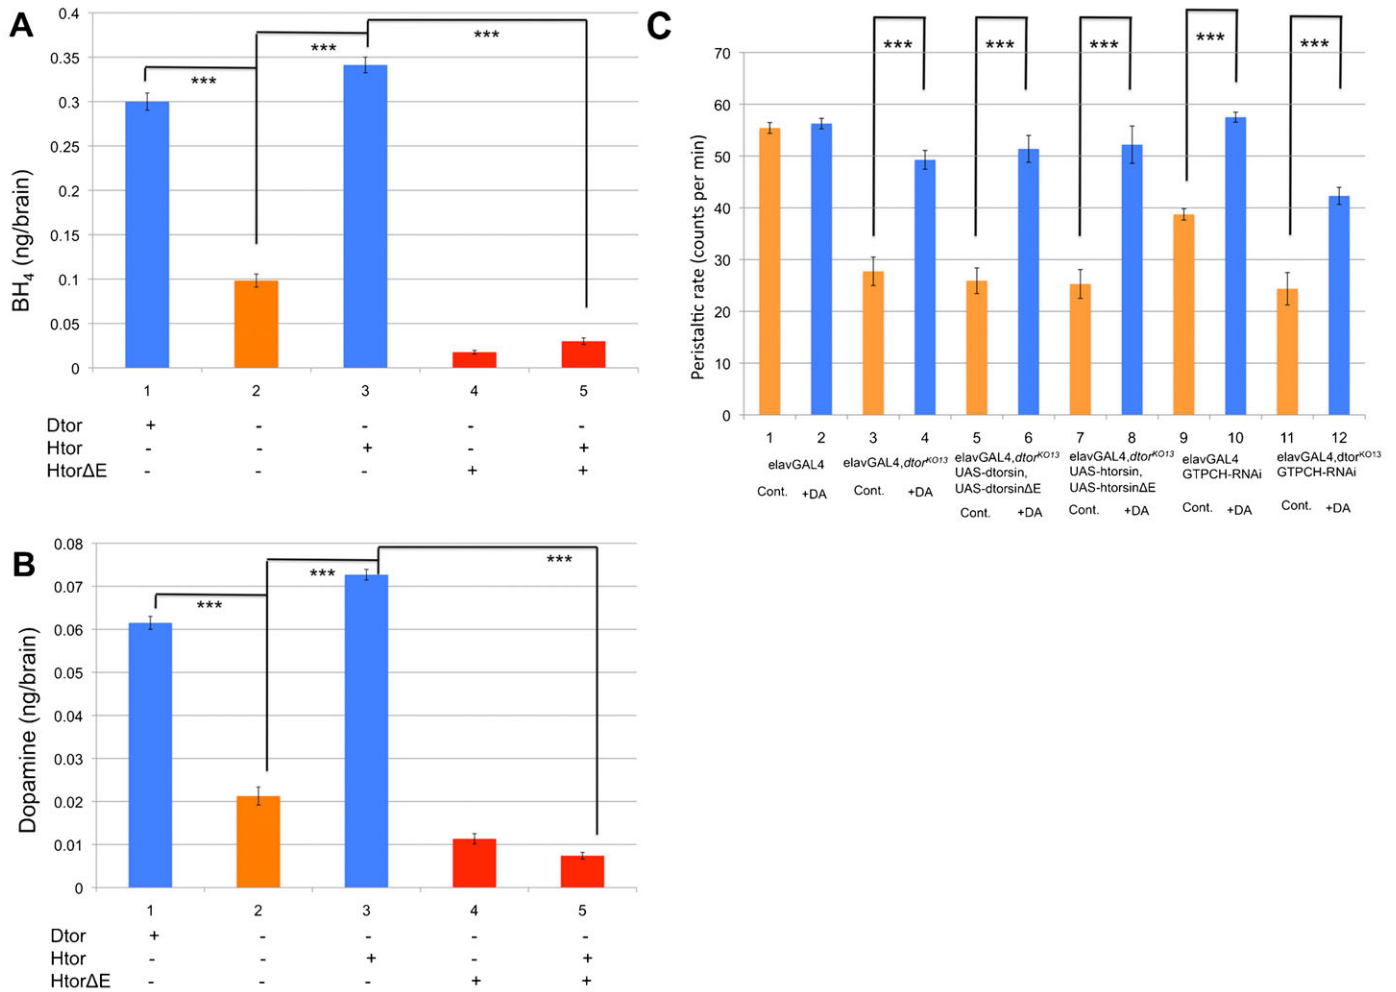 A
BH4 (ng/brain)
0.4
0.35
0.3
0.25
0.2
0.15
0.1
0.05
0
***
***
***
1 2 3 4 5
Dtor + - - - -
Htor - - + - +
HtorΔE - - - + +
B
Dopamine (ng/brain)
0.08
0.07
0.06
0.05
0.04
0.03
0.02
0.01
0
***
***
***
1 2 3 4 5
Dtor + - - - -
Htor - - + - +
HtorΔE - - - + +
C
Peristaltic rate (counts per min)
70
60
50
40
30
20
10
0
*** *** *** *** ***
1 2 3 4 5 6 7 8 9 10 11 12
elavGAL4
Cont. +DA
elavGAL4,dtorKO13
Cont. +DA
elavGAL4,dtorKO13
UAS-dtorsin,
UAS-dtorsinΔE
Cont. +DA
elavGAL4,dtorKO13
UAS-htorsin,
UAS-htorsinΔE
Cont. +DA
elavGAL4
GTPCH-RNAi
Cont. +DA
elavGAL4,dtorKO13
GTPCH-RNAi
Cont. +DA